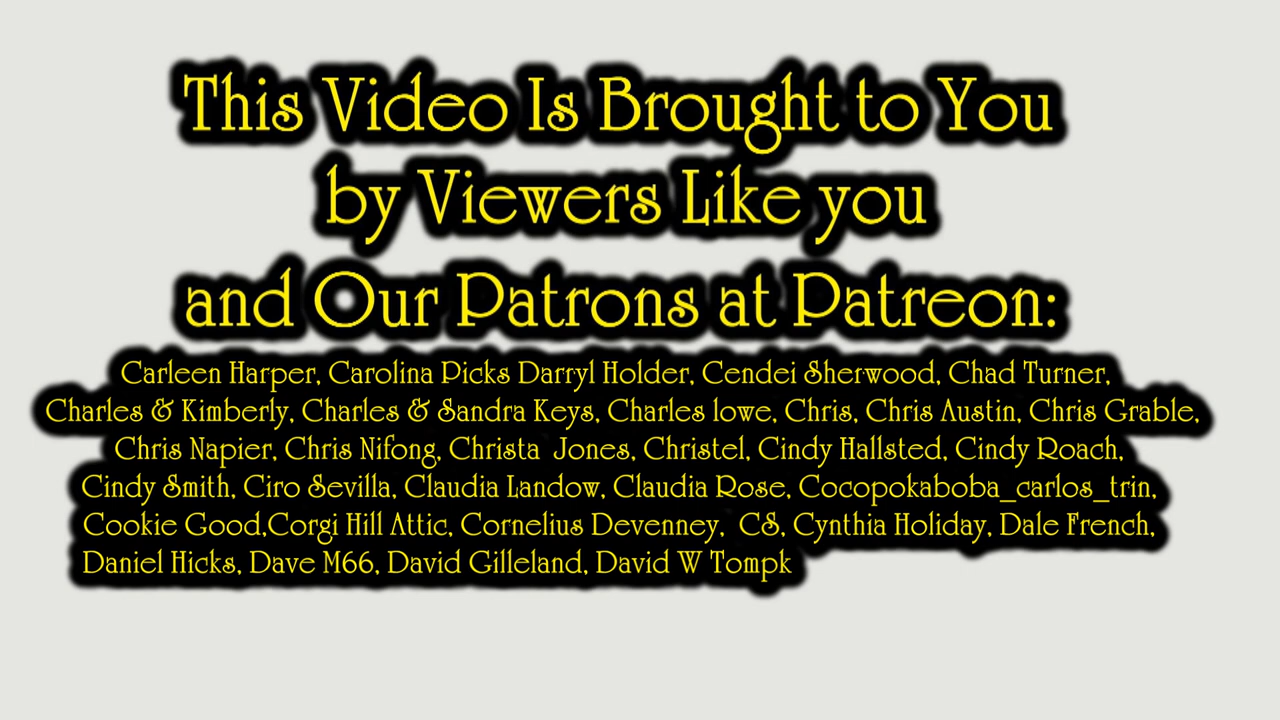 This Video Is Brought to You
by Viewers Like you
and Our Patrons at Patreon:
Carleen Harper, Carolina Picks Darryl Holder, Cendei Sherwood, Chad Turner,
Charles & Kimberly, Charles & Sandra Keys, Charles lowe, Chris, Chris Austin, Chris Grable,
Chris Napier, Chris Nifong, Christa Jones, Christel, Cindy Hallsted, Cindy Roach,
Cindy Smith, Ciro Sevilla, Claudia Landow, Claudia Rose, Cocopokaboba_carlos_trin,
Cookie Good,Corgi Hill Attic, Cornelius Devenney, CS, Cynthia Holiday, Dale French,
Daniel Hicks, Dave M66, David Gilleland, David W Tompk